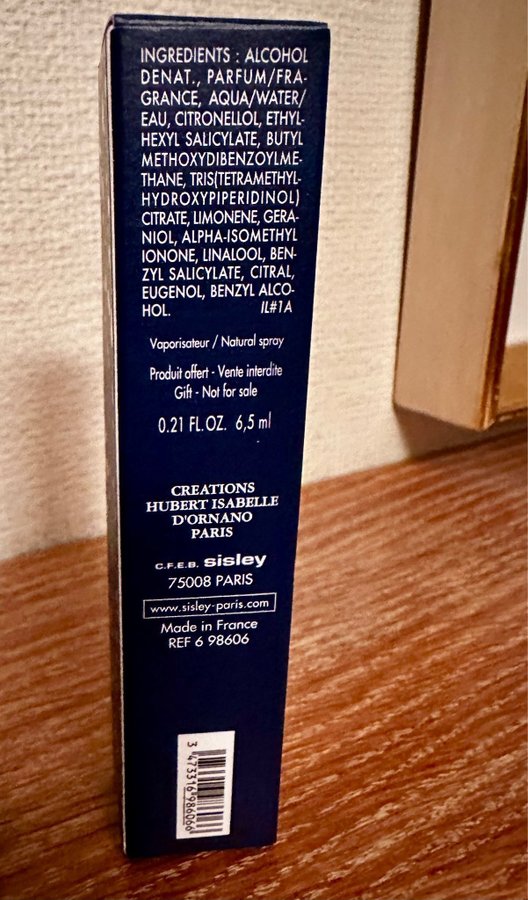 INGREDIENTS : ALCOHOL
DENAT., PARFUM/FRA-
GRANCE, AQUA/WATER/
EAU, CITRONELLOL, ETHYL-
HEXYL SALICYLATE, BUTYL
METHOXYDIBENZOYLME-
THANE, TRIS(TETRAMETHYL-
HYDROXYPIPERIDINOL)
CITRATE, LIMONENE, GERA-
NIOL, ALPHA-ISOMETHYL
IONONE, LINALOOL, BEN-
ZYL SALICYLATE, CITRAL,
EUGENOL, BENZYL ALCO-
HOL. IL#1A
Vaporisateur / Natural spray
Produit offert - Vente interdite
Gift - Not for sale
0.21 FL.OZ. 6,5 ml
CREATIONS
HUBERT ISABELLE
D'ORNANO
PARIS
C.F.E.B. sisley
75008 PARIS
www.sisley-paris.com
Made in France
REF 6 98606
3 473316 986066